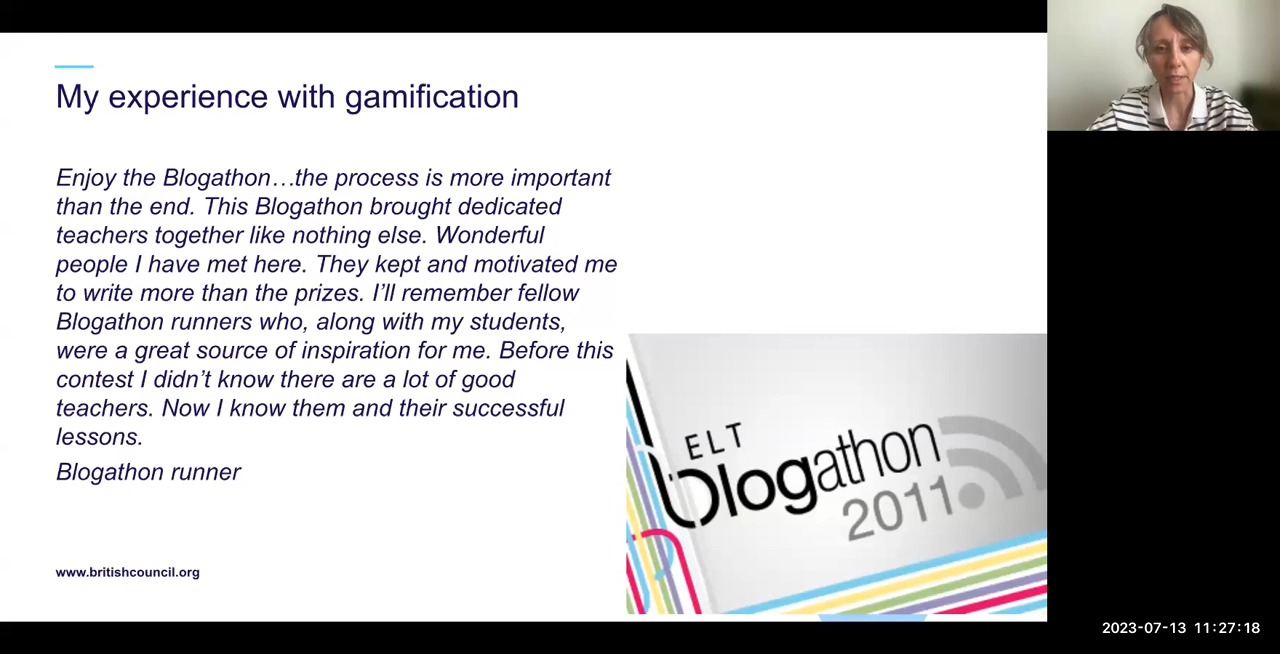 My experience with gamification
Enjoy the Blogathon…the process is more important
than the end. This Blogathon brought dedicated
teachers together like nothing else. Wonderful
people I have met here. They kept and motivated me
to write more than the prizes. I’ll remember fellow
Blogathon runners who, along with my students,
were a great source of inspiration for me. Before this
contest I didn’t know there are a lot of good
teachers. Now I know them and their successful
lessons.
Blogathon runner
www.britishcouncil.org
ELT
blogathon
2011
2023-07-13 11:27:18